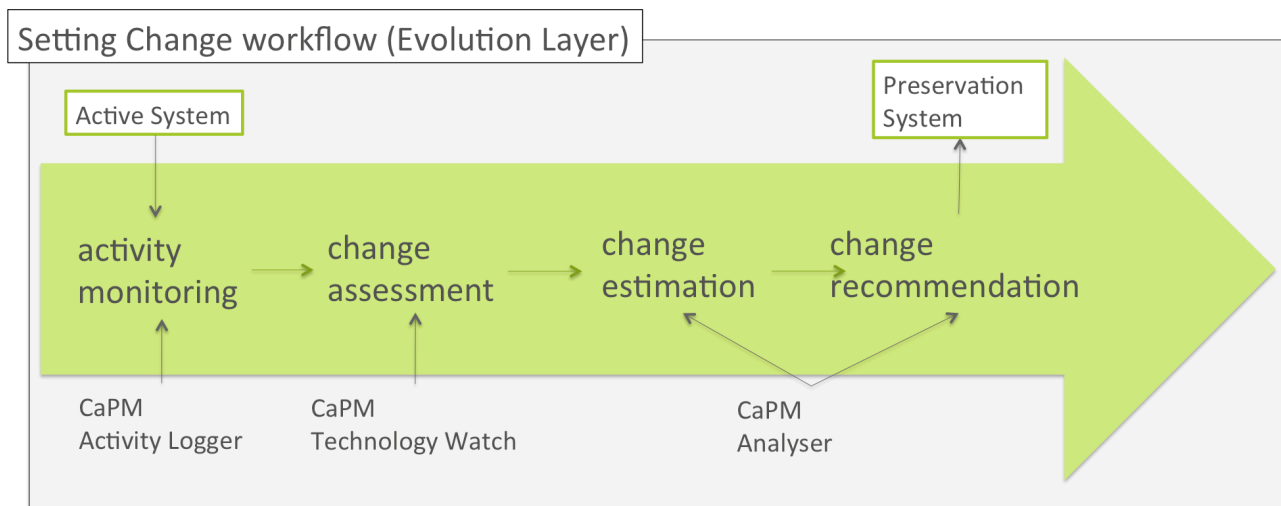 Setting Change workflow (Evolution Layer)
Active System
Preservation
System
activity
monitoring
change
assessment
change
estimation
change
recommendation
CaPM
Activity Logger
CaPM
Technology Watch
CaPM
Analyser